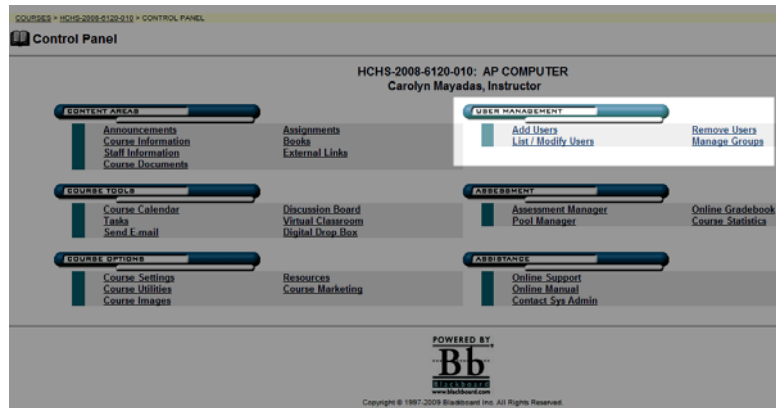 COURSES > HCHS-2008-6120-010 > CONTROL PANEL
Control Panel
HCHS-2008-6120-010: AP COMPUTER
Carolyn Mayadas, Instructor
CONTENT AREAS
Announcements Assignments
Course Information Books
Staff Information External Links
Course Documents
USER MANAGEMENT
Add Users Remove Users
List / Modify Users Manage Groups
COURSE TOOLS
Course Calendar Discussion Board
Tasks Virtual Classroom
Send E-mail Digital Drop Box
ASSESSMENT
Assessment Manager Online Gradebook
Pool Manager Course Statistics
COURSE OPTIONS
Course Settings Resources
Course Utilities Course Marketing
Course Images
ASSISTANCE
Online Support
Online Manual
Contact Sys Admin
POWERED BY
Bb
Blackboard
www.blackboard.com
Copyright © 1997-2009 Blackboard Inc. All Rights Reserved.